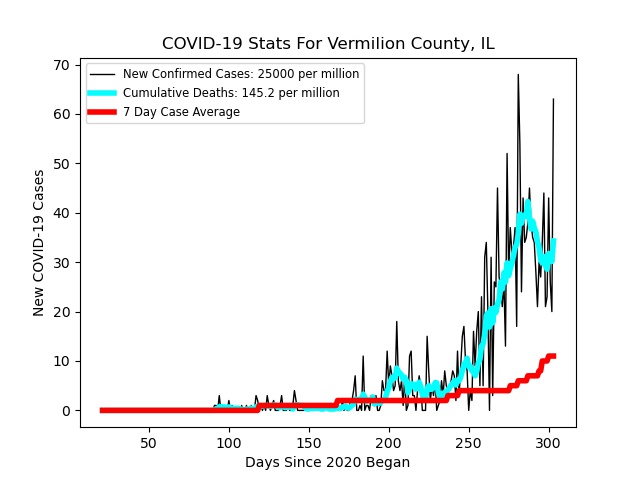 COVID-19 Stats For Vermilion County, IL
New Confirmed Cases: 25000 per million
Cumulative Deaths: 145.2 per million
7 Day Case Average
70
60
50
40
30
20
10
0
New COVID-19 Cases
50 100 150 200 250 300
Days Since 2020 Began